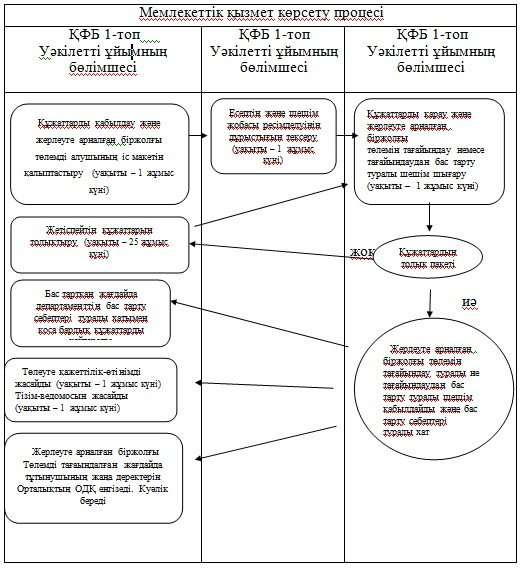 Мемлекеттік қызмет көрсету процесі
ҚФБ 1-топ
Уәкілетті ұйымның
бөлімшесі
ҚФБ 1-топ
Уәкілетті ұйымның
бөлімшесі
ҚФБ 1-топ
Уәкілетті ұйымның
бөлімшесі
Құжаттарды қабылдау және
жерлеуге арналған біржолғы
төлемді алушының іс макетін
қалыптастыру (уақыты – 1 жұмыс
күні)
Есептің және шешім
жобасы ресімделуінің
дұрыстығын тексеру
(уақыты – 1 жұмыс
күні)
Құжаттарды қарау және
жерлеуге арналған
біржолғы
төлемін тағайындау немесе
тағайындаудан бас тарту
туралы шешім шығару
(уақыты – 1 жұмыс күні)
Жетіспейтін құжаттарын
толықтыру (уақыты – 25 жұмыс
күні)
жоқ
Құжаттардың
толық пакеті
иә
Бас тартқан жағдайда
департаменттің бас тарту
себептері туралы хатымен
қоса (барлық құжаттарды
Төлеуге қажеттілік-өтінімді
жасайды (уақыты – 1 жұмыс күні)
Тізім-ведомосын жасайды
(уақыты – 1 жұмыс күні)
Жерлеуге арналған
біржолғы төлемін
тағайындау туралы не
тағайындаудан бас
тарту туралы шешім
қабылдайды және бас
тарту себептері
туралы хат
Жерлеуге арналған біржолғы
Төлемді тағаындалған жағдайда
тұтынушының жаңа деректерін
Орталықтың ОДҚ енгізеді. Куәлік
береді